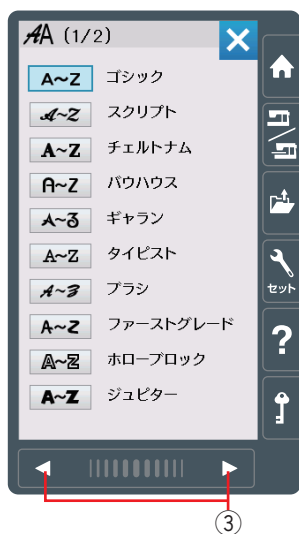 AA (1/2)
A~Z ゴシック
A~Z スクリプト
A~Z チェルトナム
A~Z バウハウス
A~Z ギャラン
A~Z タイピスト
A~Z ブラシ
A~Z ファーストグレード
A~Z ホローブロック
A~Z ジュピター
セット
?
③